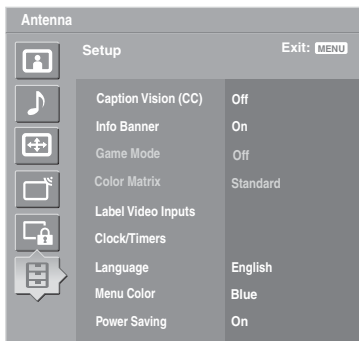 Antenna
Setup Exit: MENU
Caption Vision (CC) Off
Info Banner On
Game Mode Off
Color Matrix Standard
Label Video Inputs
Clock/Timers
Language English
Menu Color Blue
Power Saving On